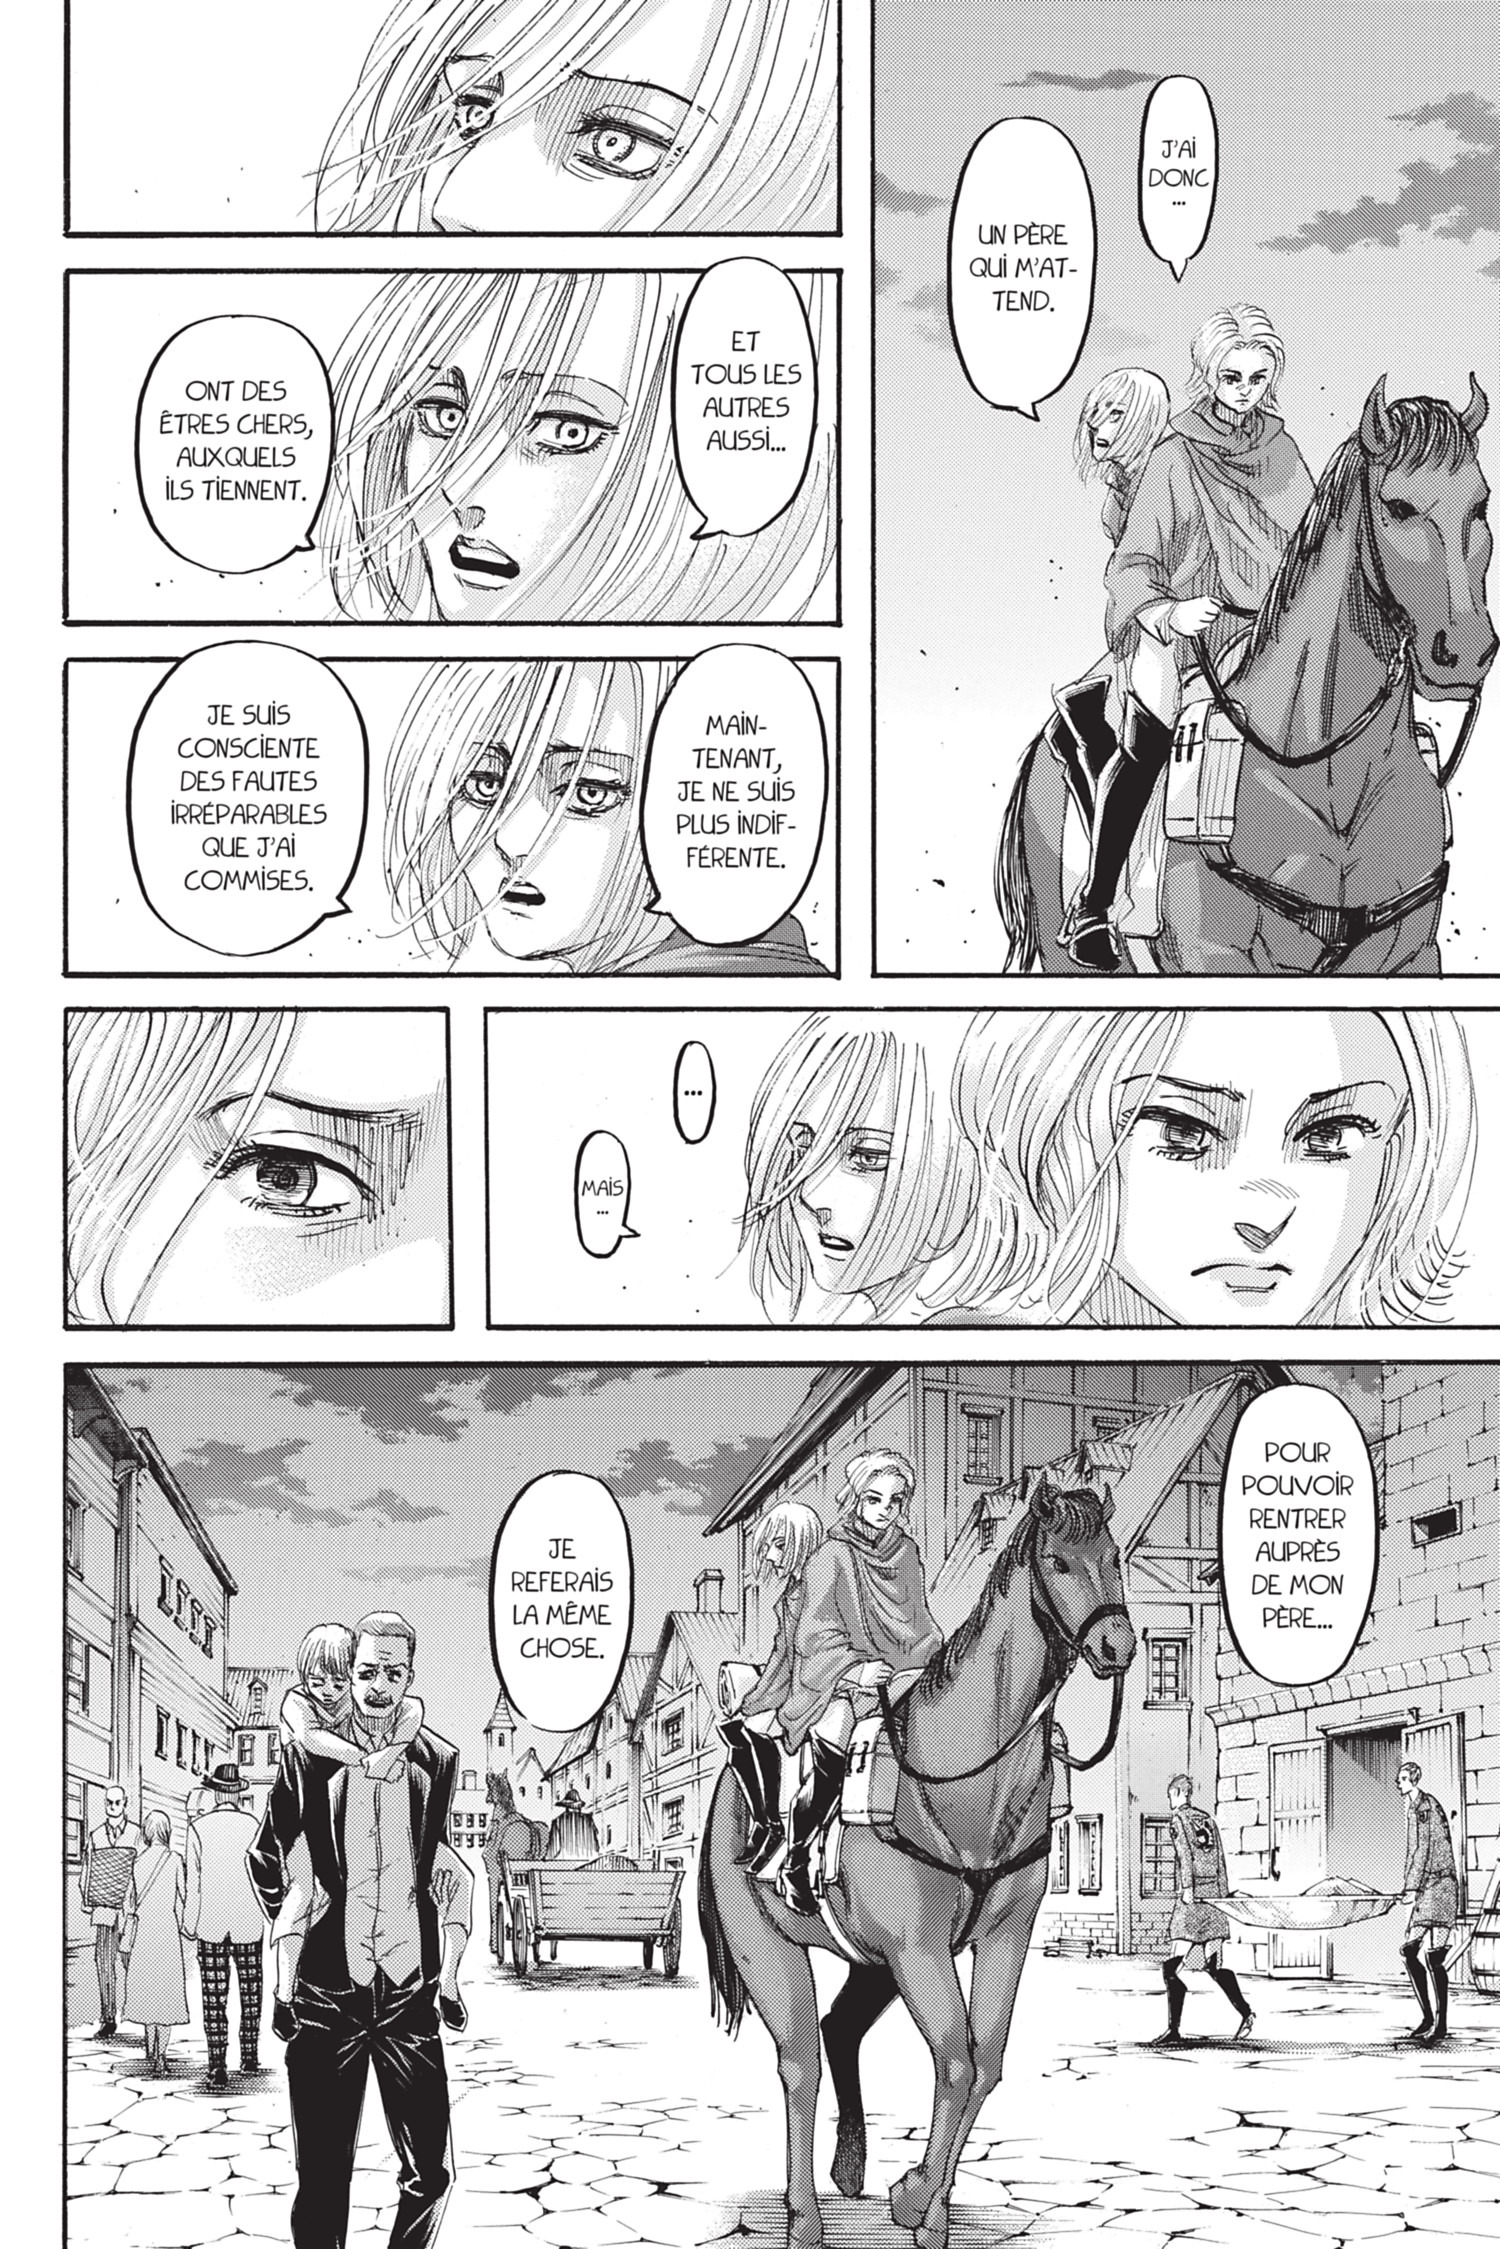 J'AI
DONC
...
UN PÈRE
QUI M'AT-
TEND.
ET
TOUS LES
AUTRES
AUSSI...
ONT DES
ÊTRES CHERS,
AUXQUELS
ILS TIENNENT.
MAIN-
TENANT,
JE NE SUIS
PLUS INDIF-
FÉRENTE.
JE SUIS
CONSCIENTE
DES FAUTES
IRRÉPARABLES
QUE J'AI
COMMISES.
...
MAIS
...
POUR
POUVOIR
RENTRER
AUPRÈS
DE MON
PÈRE...
JE
REFERAIS
LA MÊME
CHOSE.